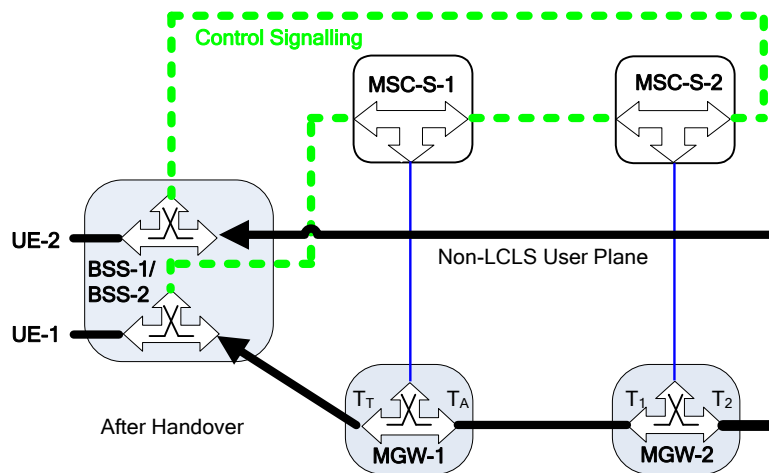 Control Signalling
MSC-S-1
MSC-S-2
UE-2
Non-LCLS User Plane
BSS-1/
BSS-2
UE-1
TT
TA
T1
T2
After Handover
MGW-1
MGW-2